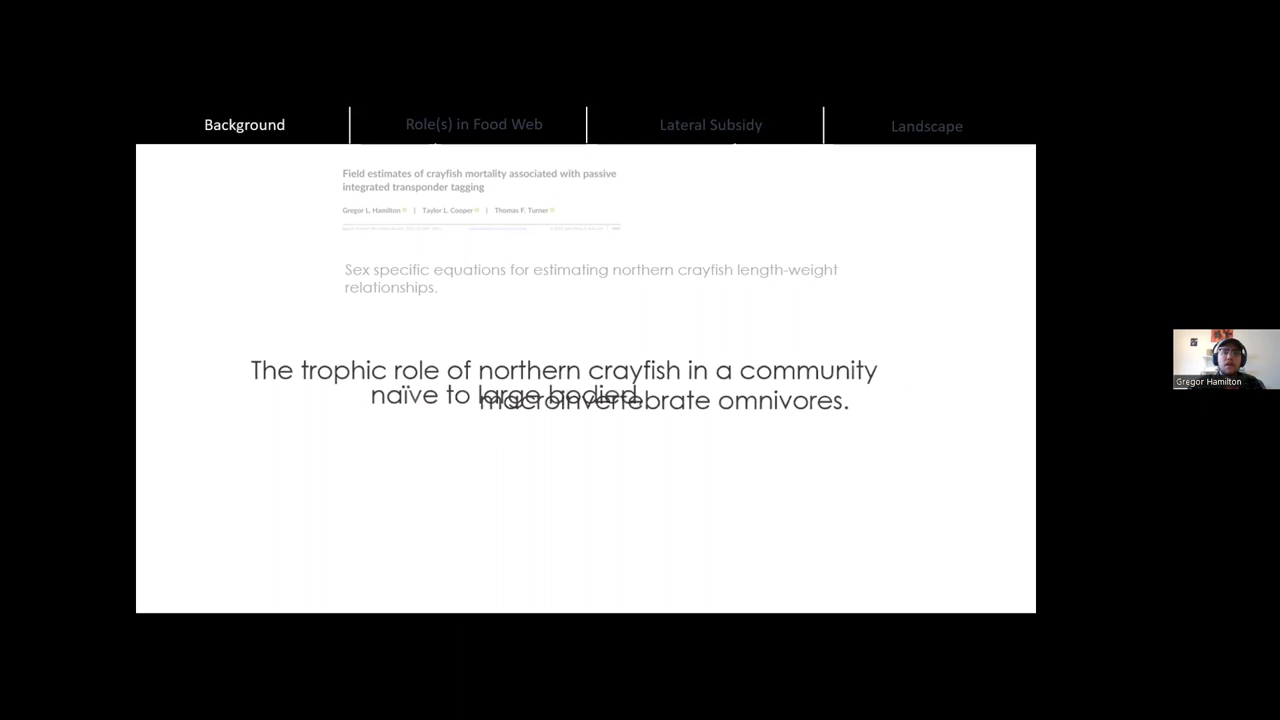 Background
Role(s) in Food Web
Lateral Subsidy
Landscape
Field estimates of crayfish mortality associated with passive
integrated transponder tagging
Gregor L. Hamilton | Taylor L. Cooper | Thomas F. Turner
Sex specific equations for estimating northern crayfish length-weight
relationships.
The trophic role of northern crayfish in a community
naïve to large bodied
macroinvertebrate omnivores.
Gregor Hamilton